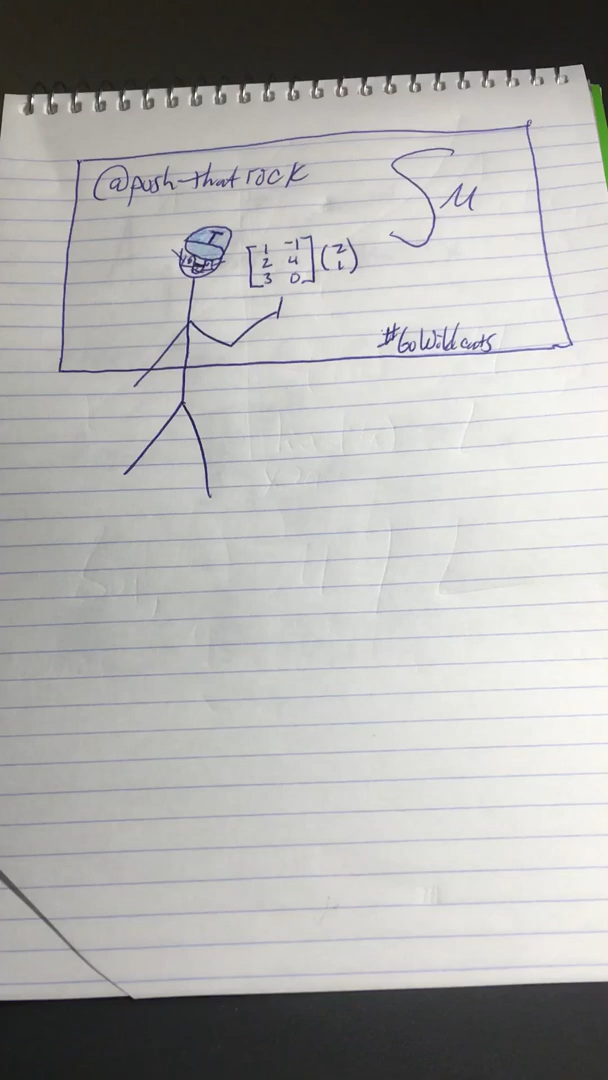 @push-that rock
∫ u
[1 -1
2 4
3 0] (2
1)
#GoWildcats